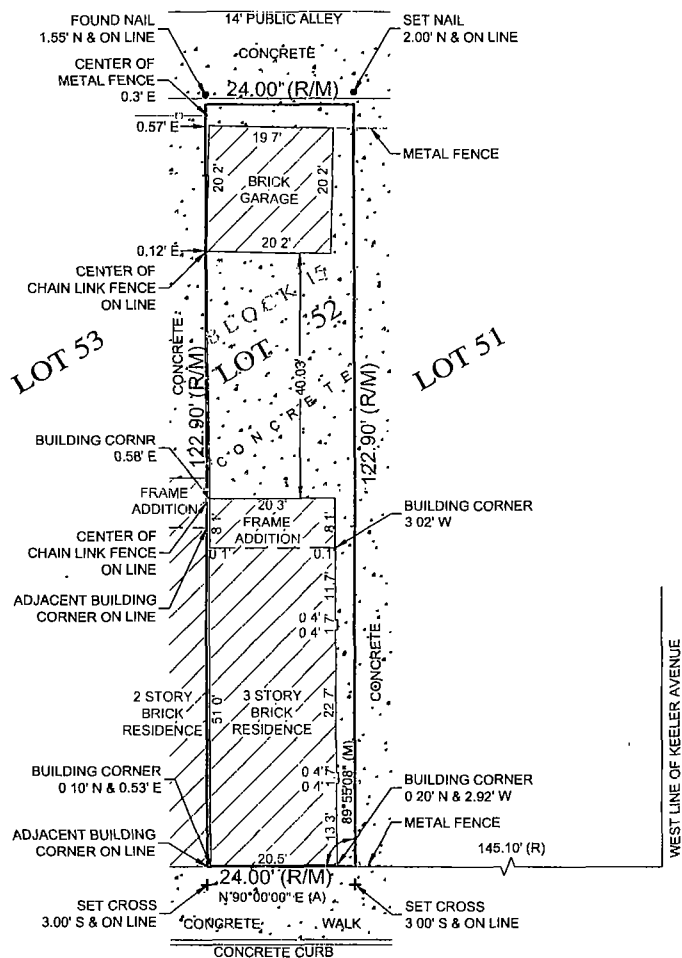 FOUND NAIL
1.55' N & ON LINE
14' PUBLIC ALLEY
SET NAIL
2.00' N & ON LINE
CONCRETE
CENTER OF
METAL FENCE
0.3' E
24.00' (R/M)
0.57' E
19 7'
METAL FENCE
20 2'
BRICK
GARAGE
20 2'
20 2'
0.12' E
CENTER OF
CHAIN LINK FENCE
ON LINE
BLOCK 15
LOT 53
CONCRETE
LOT 52
LOT 51
122.90' (R/M)
40.03'
CONCRETE
122.90' (R/M)
BUILDING CORNR
0.58' E
FRAME
ADDITION
20.3'
8 1'
FRAME
ADDITION
8 1'
BUILDING CORNER
3 02' W
CENTER OF
CHAIN LINK FENCE
ON LINE
0 1'
0.1'
11.7'
ADJACENT BUILDING
CORNER ON LINE
0 4'
0 4'
1.7'
CONCRETE
2 STORY
BRICK
RESIDENCE
51 0'
3 STORY
BRICK
RESIDENCE
22 7'
WEST LINE OF KEELER AVENUE
BUILDING CORNER
0 10' N & 0.53' E
0 4'
0 4'
1.7'
89°55'08" (M)
BUILDING CORNER
0 20' N & 2.92' W
13.3'
METAL FENCE
ADJACENT BUILDING
CORNER ON LINE
20.5'
145.10' (R)
24.00' (R/M)
N 90°00'00" E (A)
SET CROSS
3.00' S & ON LINE
SET CROSS
3 00' S & ON LINE
CONCRETE WALK
CONCRETE CURB